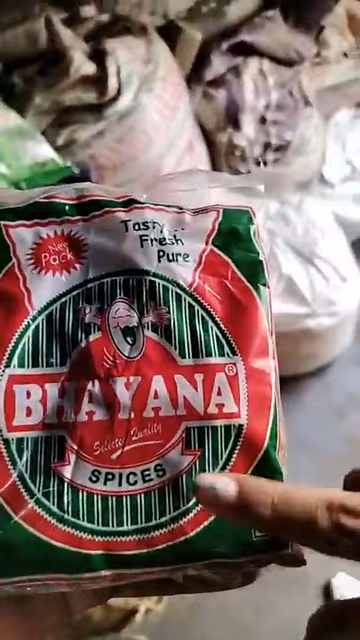 New
Pack
Tasty..
Fresh
Pure
BHAYANA®
Selected Quality
SPICES